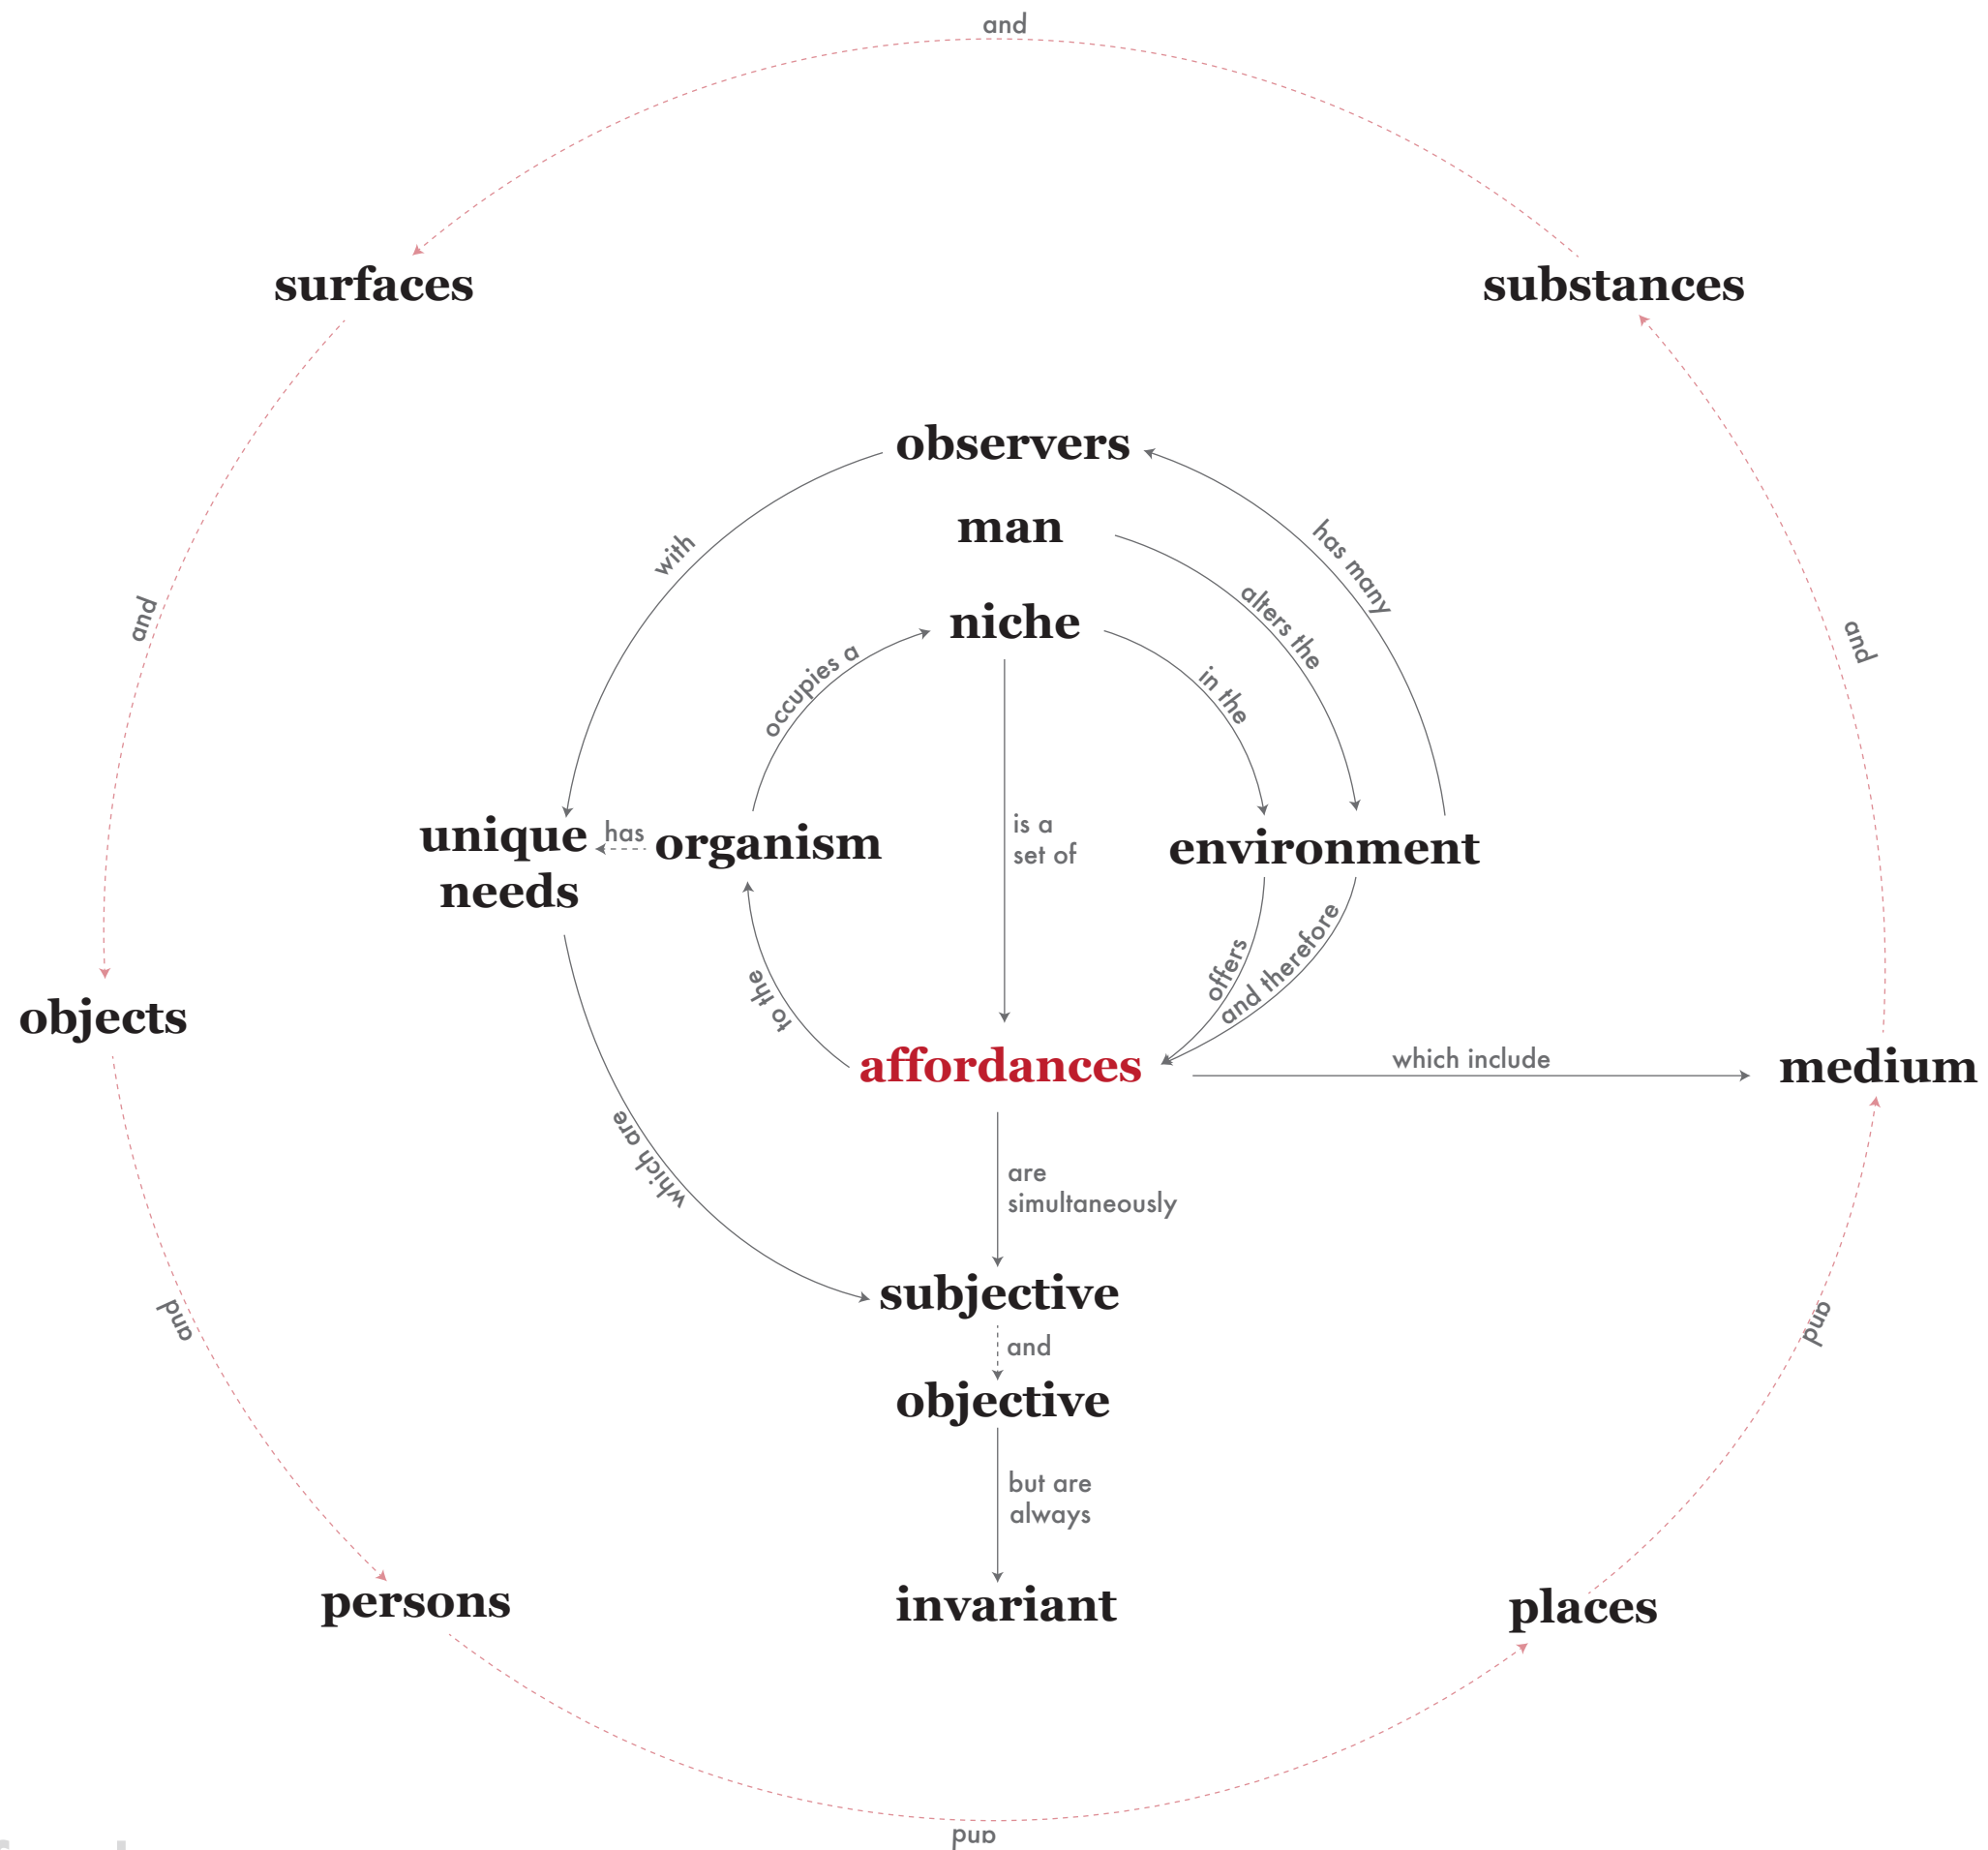 and
surfaces
substances
observers
man
with
has many
alters the
niche
and
and
occupies a
in the
unique
needs
has
organism
is a
set of
environment
to the
offers
and therefore
objects
affordances
which include
medium
which are
are
simultaneously
subjective
and
and
and
objective
but are
always
persons
invariant
places
and